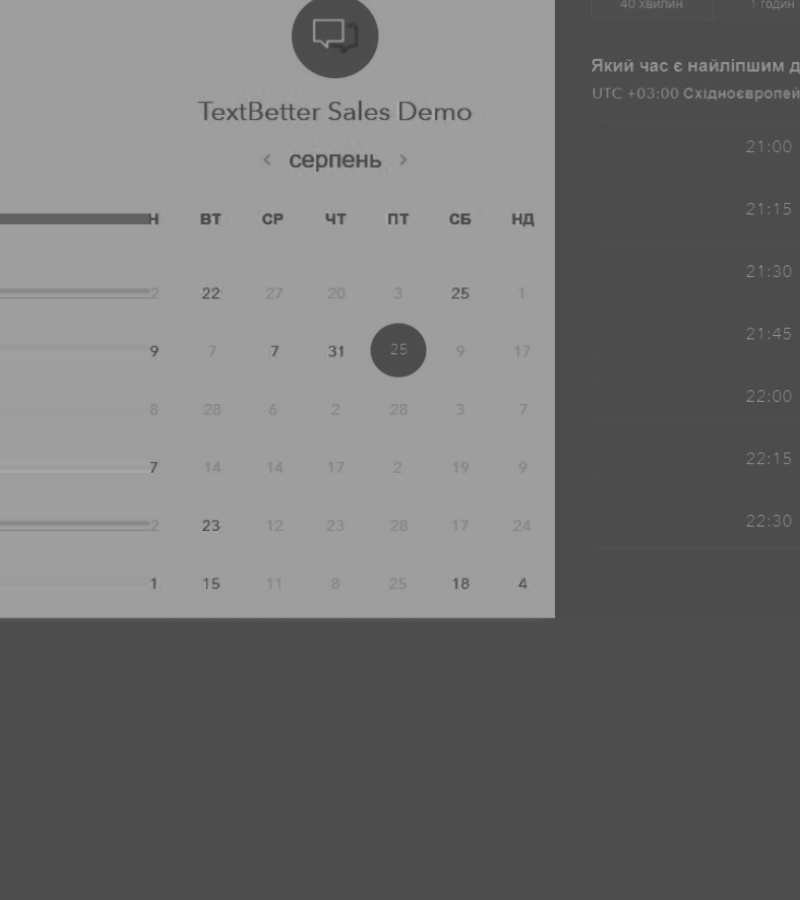 TextBetter Sales Demo
‹ серпень ›
Н ВТ СР ЧТ ПТ СБ НД
2 22 27 20 3 25 1
9 7 7 31 25 9 17
8 28 6 2 28 3 7
7 14 14 17 2 19 9
2 23 12 23 28 17 24
1 15 11 8 25 18 4
40 хвилин 1 годин
Який час є найліпшим д
UTC +03:00 Східноєвропей
21:00
21:15
21:30
21:45
22:00
22:15
22:30